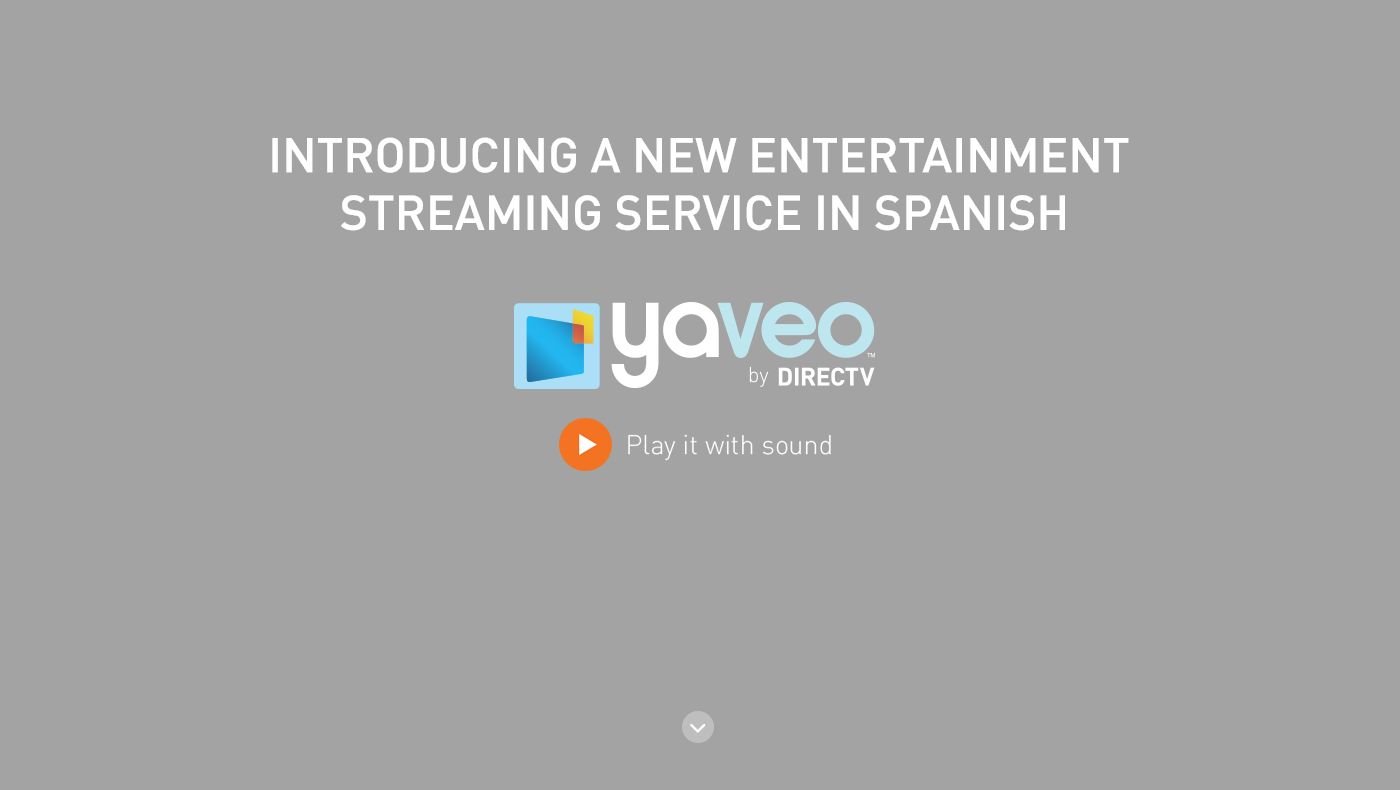 INTRODUCING A NEW ENTERTAINMENT
STREAMING SERVICE IN SPANISH
yaveo™
by DIRECTV
Play it with sound